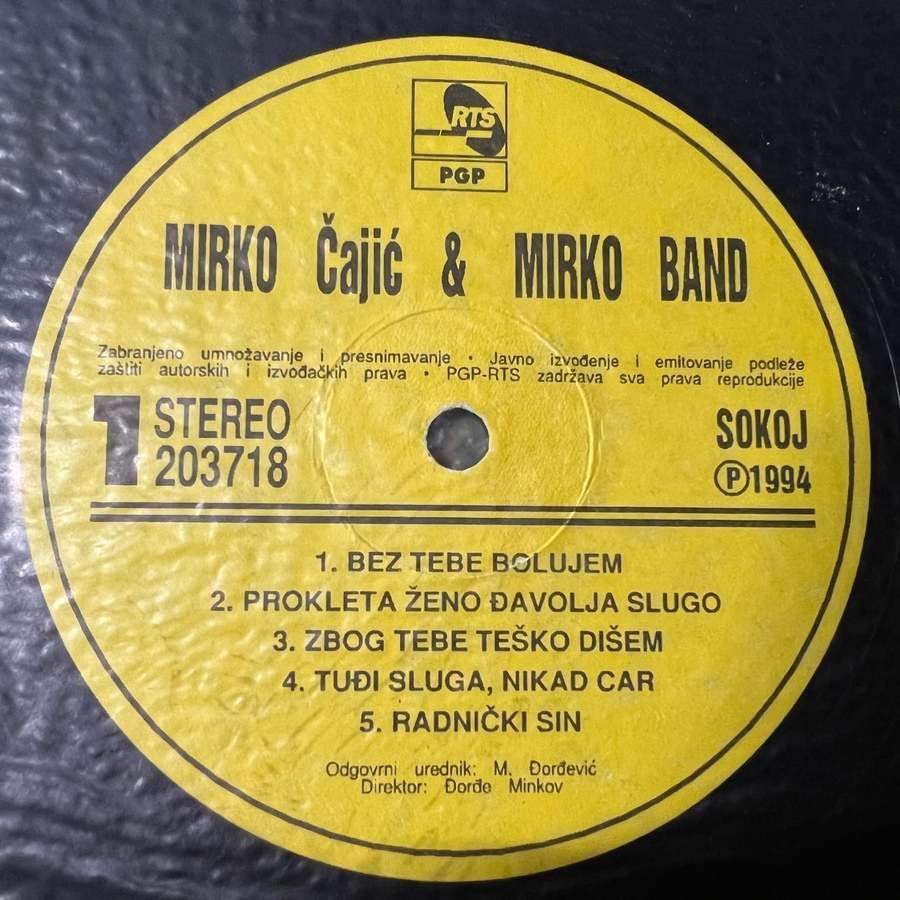 RTS
PGP
MIRKO Čajić & MIRKO BAND
Zabranjeno umnožavanje i presnimavanje • Javno izvođenje i emitovanje podleže
zaštiti autorskih i izvođačkih prava • PGP-RTS zadržava sva prava reprodukcije
1 STEREO SOKOJ
203718 ℗1994
1. BEZ TEBE BOLUJEM
2. PROKLETA ŽENO ĐAVOLJA SLUGO
3. ZBOG TEBE TEŠKO DIŠEM
4. TUĐI SLUGA, NIKAD CAR
5. RADNIČKI SIN
Odgovrni urednik: M. Đorđević
Direktor: Đorđe Minkov